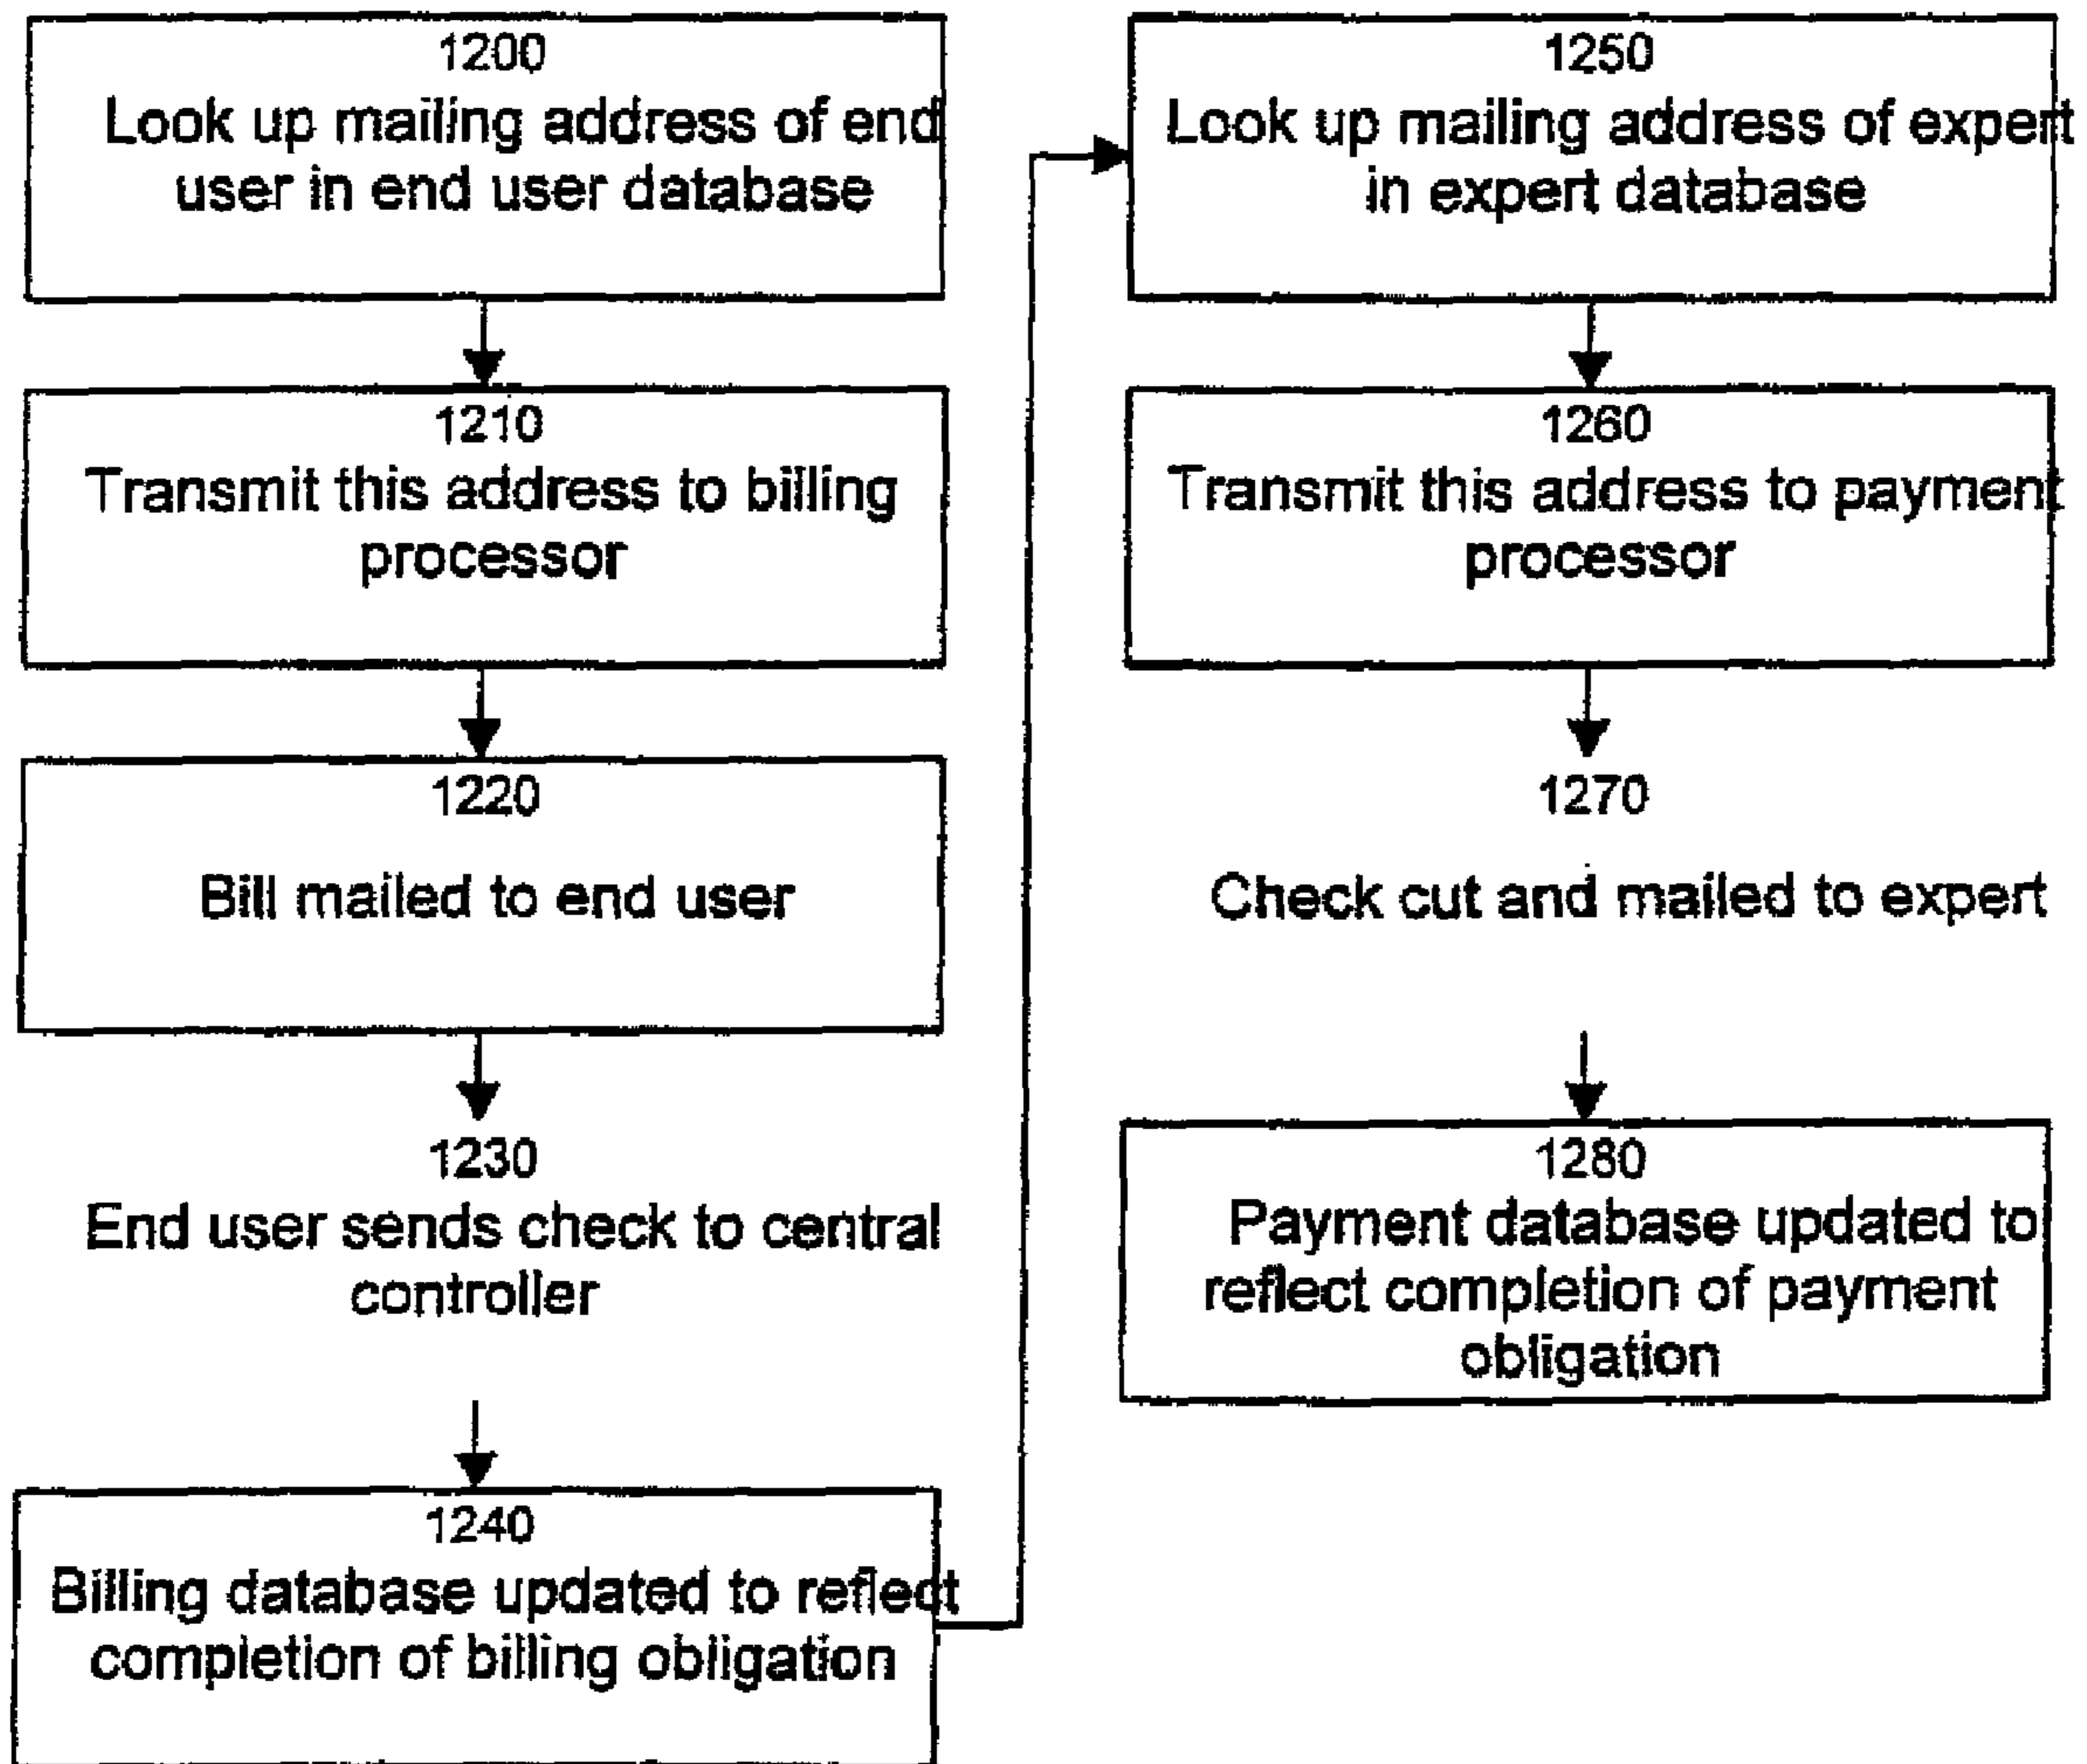 1200
Look up mailing address of end
user in end user database
1210
Transmit this address to billing
processor
1220
Bill mailed to end user
1230
End user sends check to central
controller
1240
Billing database updated to reflect
completion of billing obligation
1250
Look up mailing address of expert
in expert database
1260
Transmit this address to payment
processor
1270
Check cut and mailed to expert
1280
Payment database updated to
reflect completion of payment
obligation